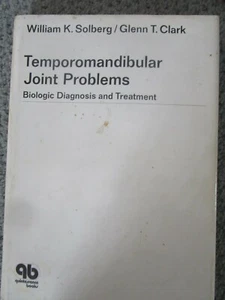 William K. Solberg/Glenn T. Clark
Temporomandibular
Joint Problems
Biologic Diagnosis and Treatment
qb
quintessence
books